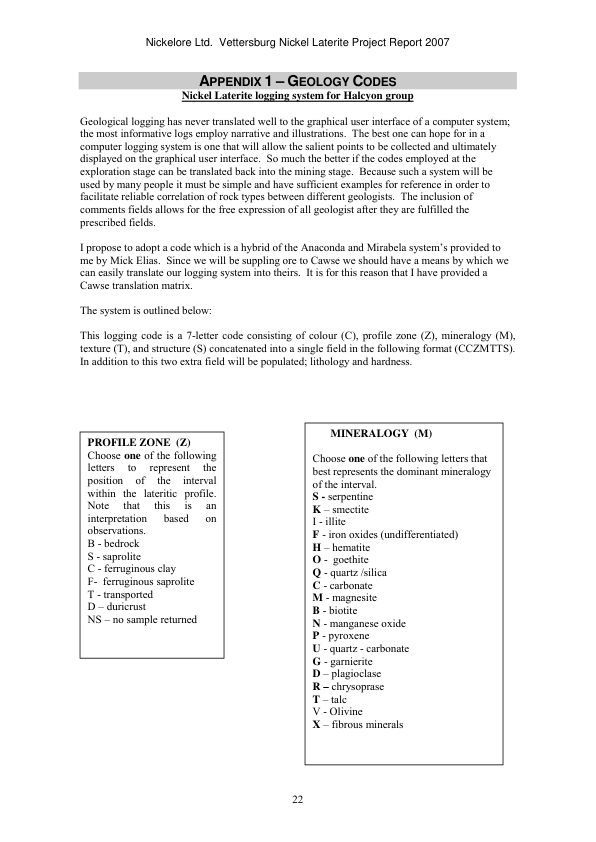 Nickelore Ltd.  Vettersburg Nickel Laterite Project Report 2007
APPENDIX 1 – GEOLOGY CODES
Nickel Laterite logging system for Halcyon group
Geological logging has never translated well to the graphical user interface of a computer system;
the most informative logs employ narrative and illustrations.  The best one can hope for in a
computer logging system is one that will allow the salient points to be collected and ultimately
displayed on the graphical user interface.  So much the better if the codes employed at the
exploration stage can be translated back into the mining stage.  Because such a system will be
used by many people it must be simple and have sufficient examples for reference in order to
facilitate reliable correlation of rock types between different geologists.  The inclusion of
comments fields allows for the free expression of all geologist after they are fulfilled the
prescribed fields.
I propose to adopt a code which is a hybrid of the Anaconda and Mirabela system's provided to
me by Mick Elias.  Since we will be suppling ore to Cawse we should have a means by which we
can easily translate our logging system into theirs.  It is for this reason that I have provided a
Cawse translation matrix.
The system is outlined below:
This logging code is a 7-letter code consisting of colour (C), profile zone (Z), mineralogy (M),
texture (T), and structure (S) concatenated into a single field in the following format (CCZMTTS).
In addition to this two extra field will be populated; lithology and hardness.
PROFILE ZONE  (Z)
Choose one of the following
letters to represent the
position of the interval
within the lateritic profile.
Note that this is an
interpretation based on
observations.
B - bedrock
S - saprolite
C - ferruginous clay
F-  ferruginous saprolite
T - transported
D – duricrust
NS – no sample returned
MINERALOGY  (M)
Choose one of the following letters that
best represents the dominant mineralogy
of the interval.
S - serpentine
K – smectite
I - illite
F - iron oxides (undifferentiated)
H – hematite
O -  goethite
Q - quartz /silica
C - carbonate
M - magnesite
B - biotite
N - manganese oxide
P - pyroxene
U - quartz - carbonate
G - garnierite
D – plagioclase
R – chrysoprase
T – talc
V - Olivine
X – fibrous minerals
22